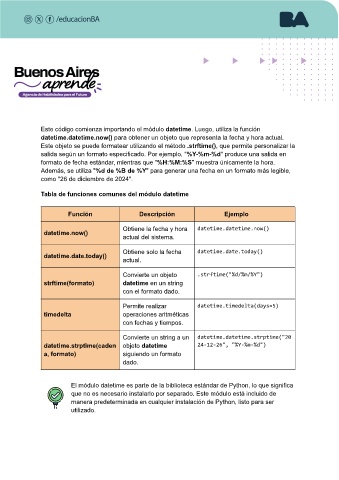 /educacionBA
BA
Buenos Aires
aprende
Agencia de Habilidades para el Futuro
Este código comienza importando el módulo datetime. Luego, utiliza la función
datetime.datetime.now() para obtener un objeto que representa la fecha y hora actual.
Este objeto se puede formatear utilizando el método .strftime(), que permite personalizar la
salida según un formato especificado. Por ejemplo, "%Y-%m-%d" produce una salida en
formato de fecha estándar, mientras que "%H:%M:%S" muestra únicamente la hora.
Además, se utiliza "%d de %B de %Y" para generar una fecha en un formato más legible,
como "26 de diciembre de 2024".
Tabla de funciones comunes del módulo datetime
Función Descripción Ejemplo
datetime.now() Obtiene la fecha y hora actual del sistema. datetime.datetime.now()
datetime.date.today() Obtiene solo la fecha actual. datetime.date.today()
strftime(formato) Convierte un objeto datetime en un string con el formato dado. .strftime("%d/%m/%Y")
timedelta Permite realizar operaciones aritméticas con fechas y tiempos. datetime.timedelta(days=5)
datetime.strptime(cadena, formato) Convierte un string a un objeto datetime siguiendo un formato dado. datetime.datetime.strptime("2024-12-26", "%Y-%m-%d")
El módulo datetime es parte de la biblioteca estándar de Python, lo que significa
que no es necesario instalarlo por separado. Este módulo está incluido de
manera predeterminada en cualquier instalación de Python, listo para ser
utilizado.